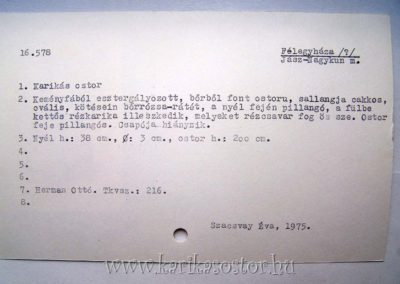 16.578
Félegyháza /?/
Jász-Nagykun m.
1. Karikás ostor
2. Keményfából esztergályozott, bőrből font ostoru, sallangja cakkos,
ovális, kötésein bőrrózsa-rátét, a nyél fején pillangó, a fülbe
kettős rézkarika illeszkedik, melysket rézcsavar fog ös sze. Ostor
feje pillangós. Csapója hiányzik.
3. Nyél h.: 38 cm., Ø: 3 cm., ostor h.: 200 cm.
4.
5.
6.
7. Herman Ottó. Tkvsz.: 216.
8.
Szacsvay Éva, 1975.
www.karikasostor.hu